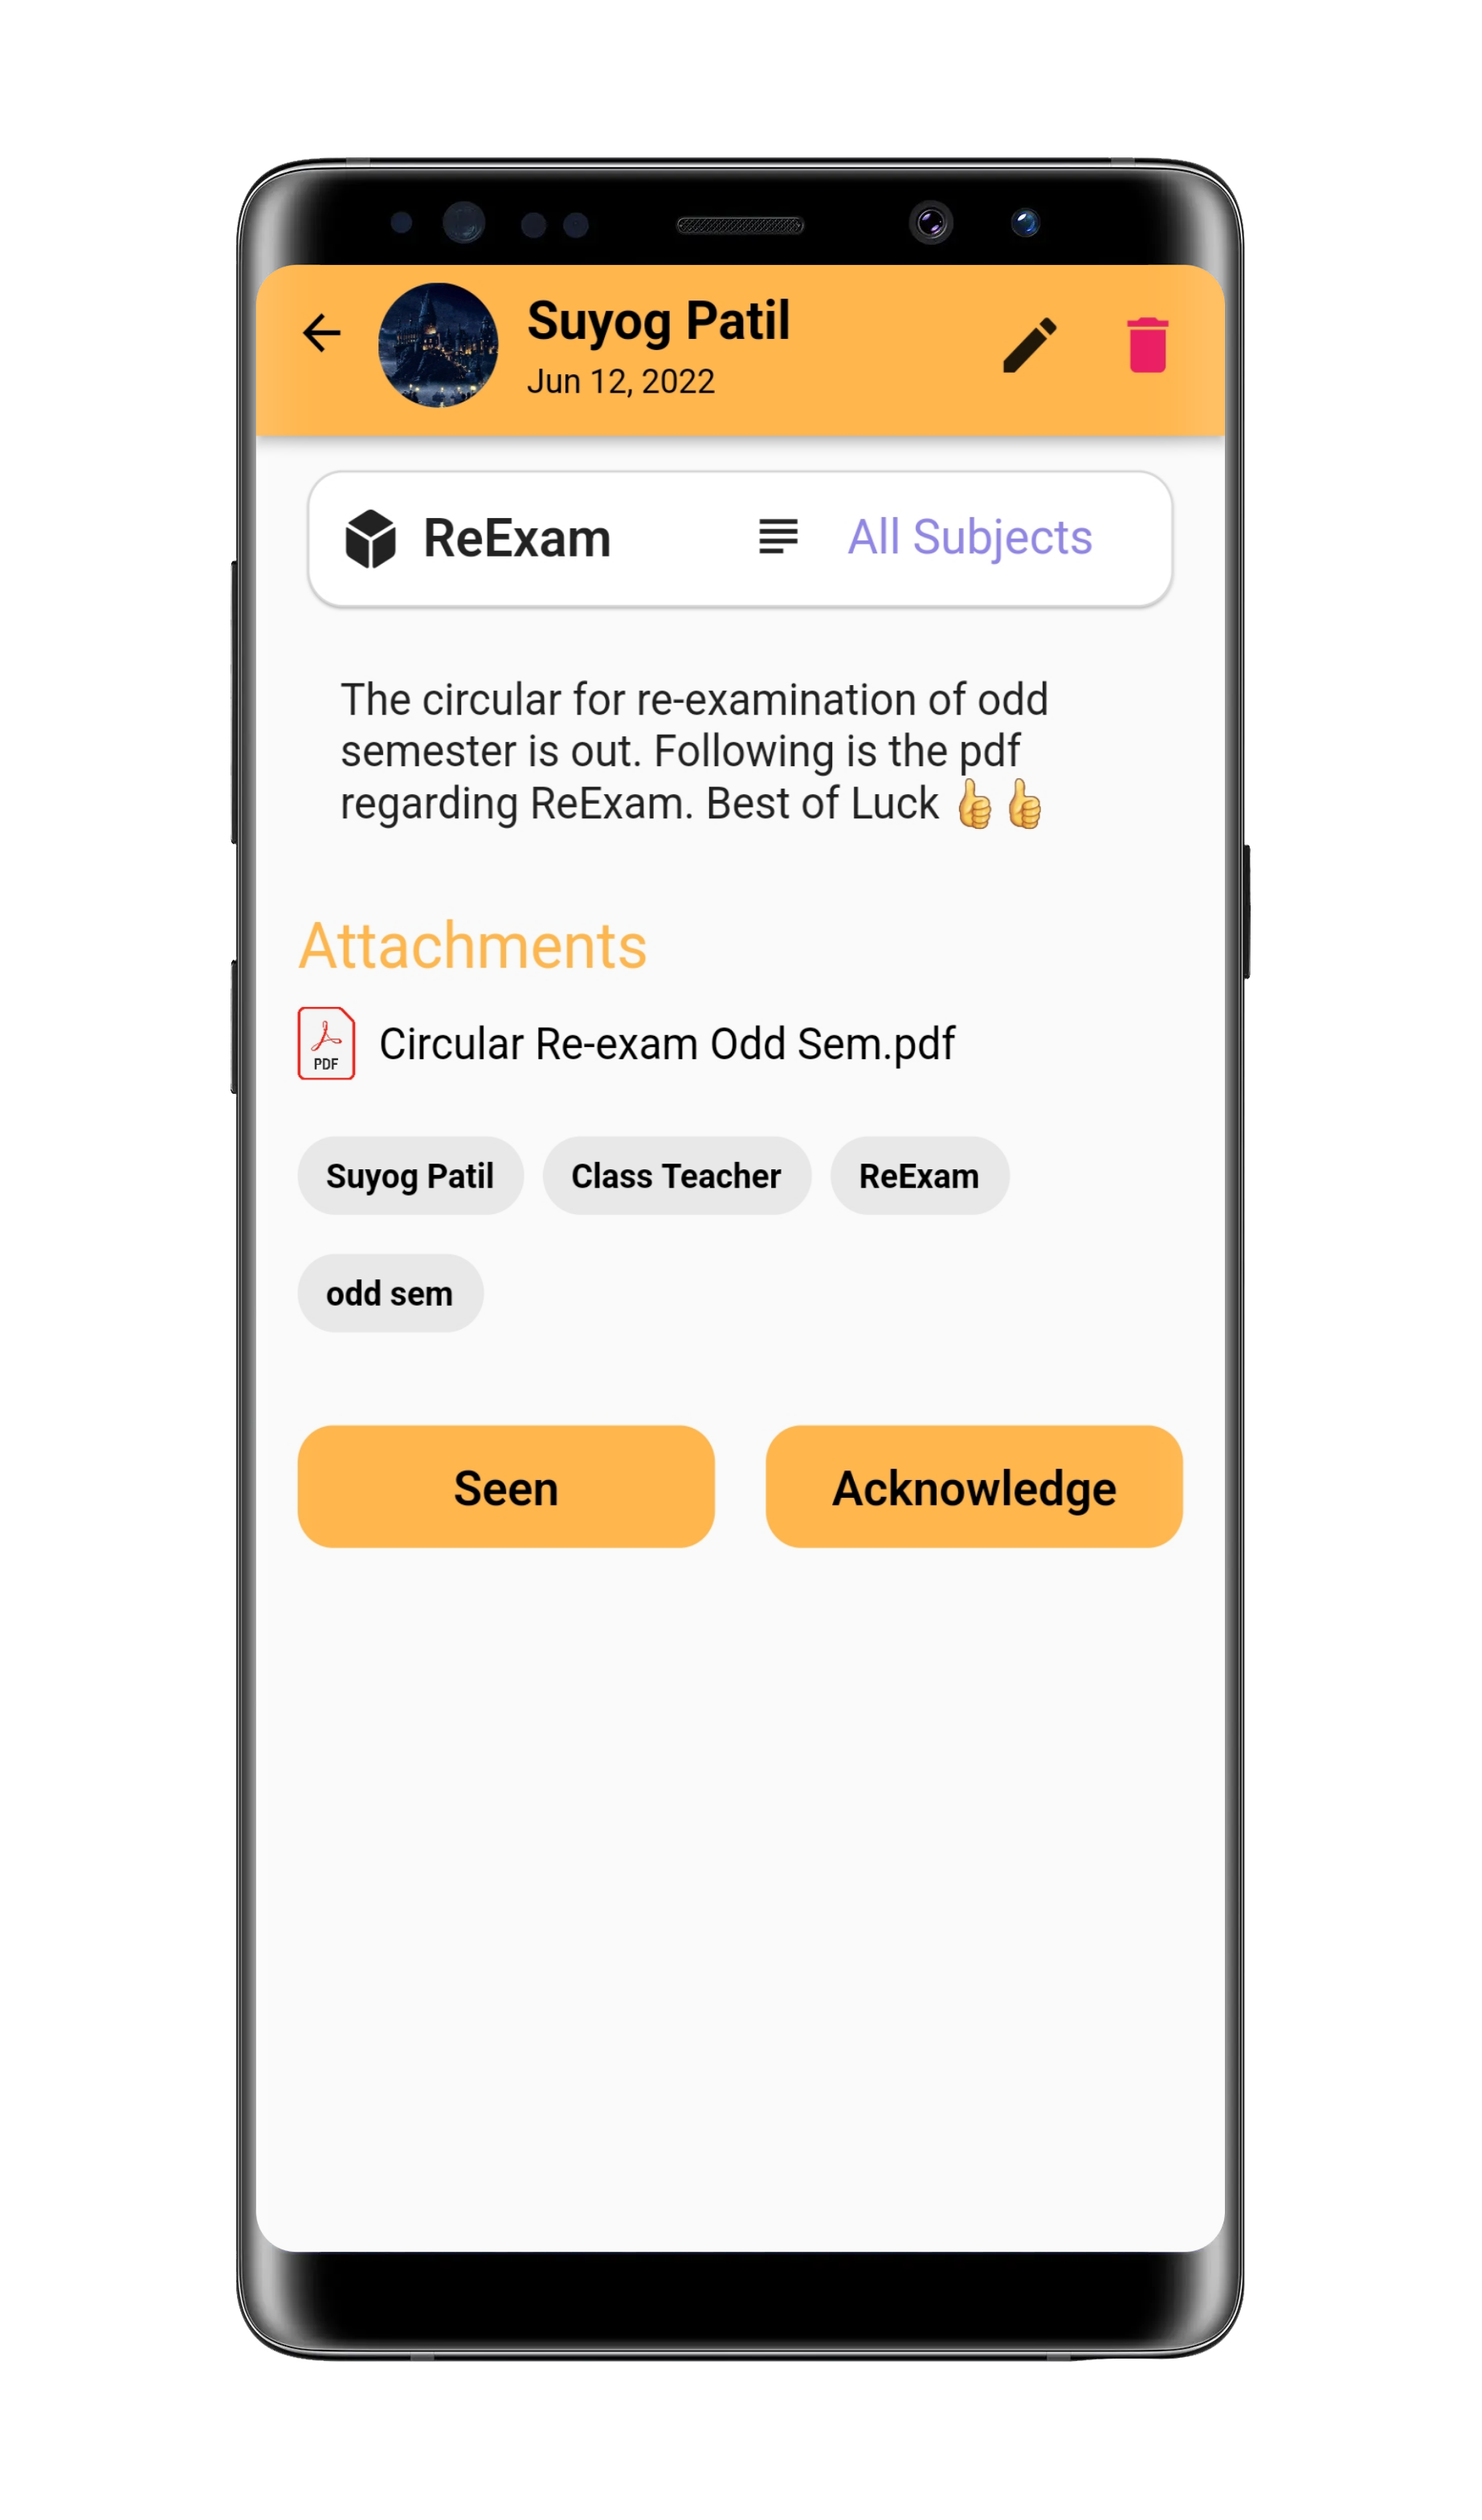 Suyog Patil
Jun 12, 2022
ReExam
All Subjects
The circular for re-examination of odd
semester is out. Following is the pdf
regarding ReExam. Best of Luck 👍👍
Attachments
PDF
Circular Re-exam Odd Sem.pdf
Suyog Patil
Class Teacher
ReExam
odd sem
Seen
Acknowledge